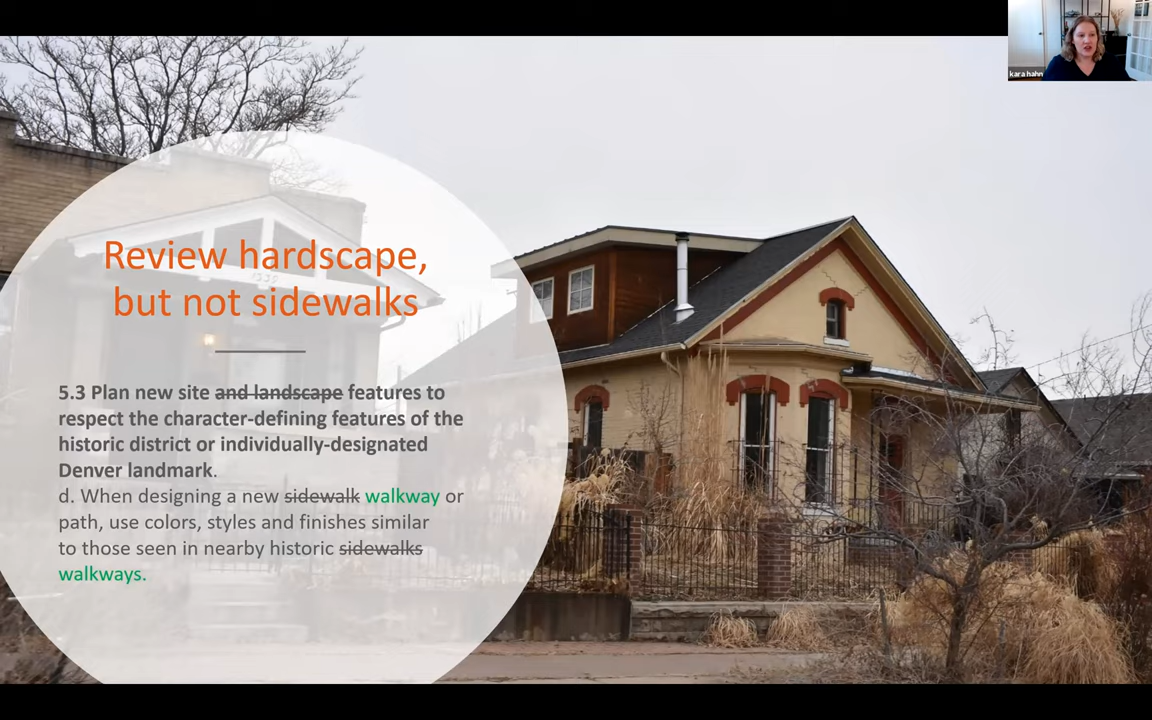 kara hahn
Review hardscape,
but not sidewalks
5.3 Plan new site and landscape features to
respect the character-defining features of the
historic district or individually-designated
Denver landmark.
d. When designing a new sidewalk walkway or
path, use colors, styles and finishes similar
to those seen in nearby historic sidewalks
walkways.